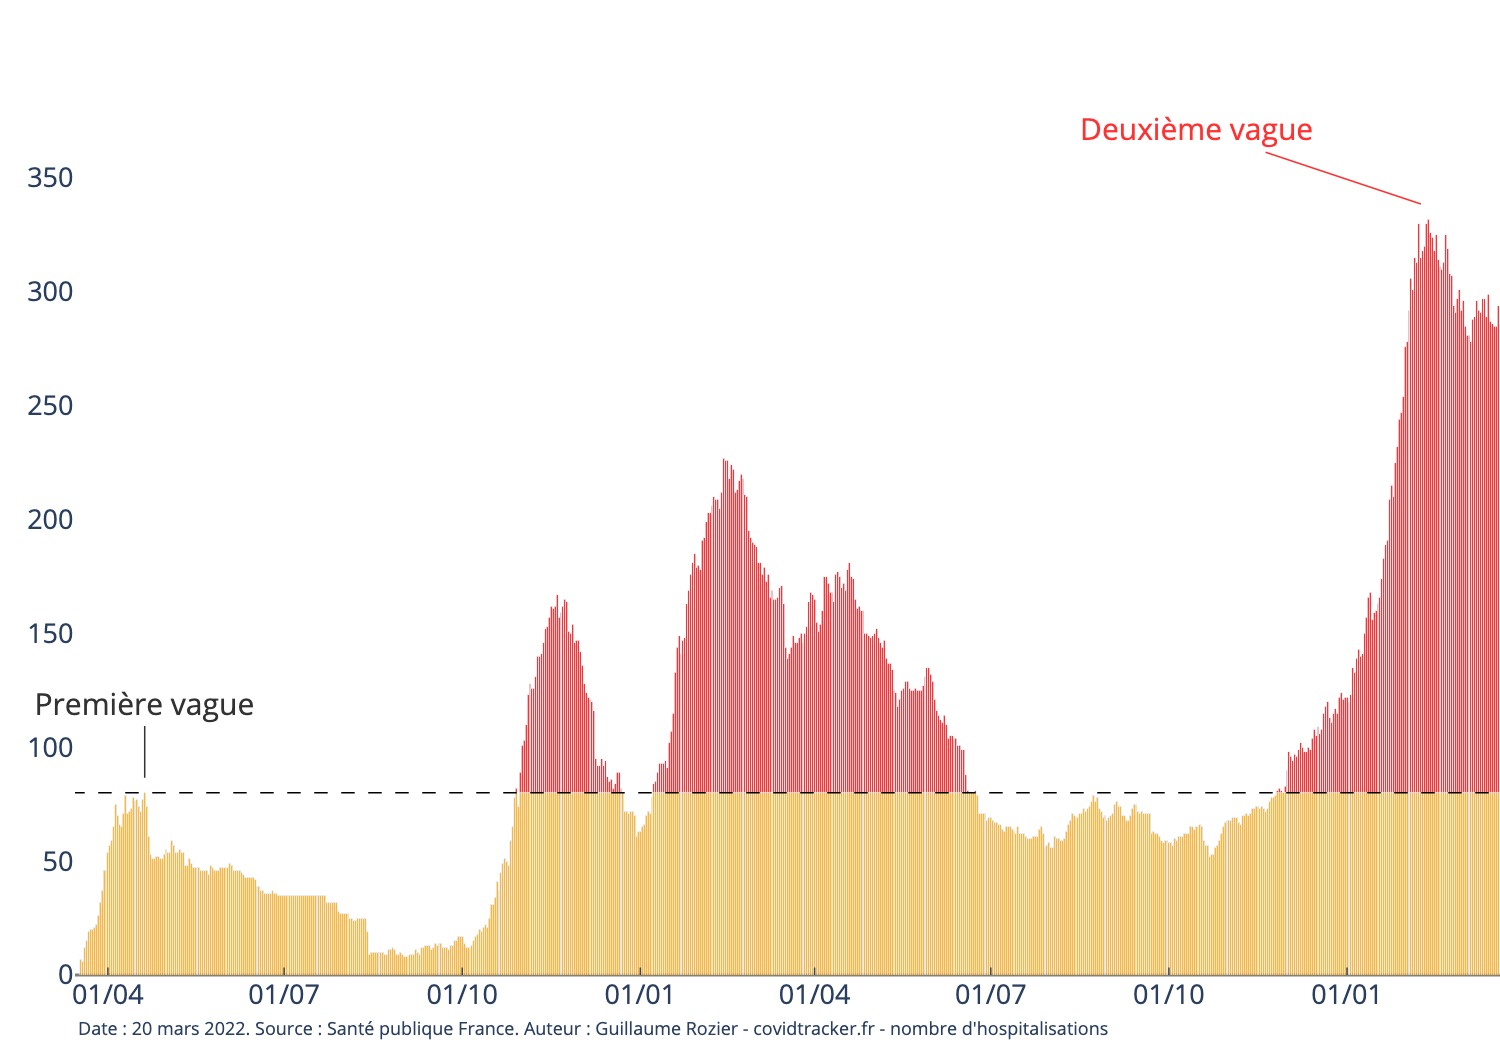 Deuxième vague
350
300
250
200
150
Première vague
100
50
0
01/04 01/07 01/10 01/01 01/04 01/07 01/10 01/01
Date : 20 mars 2022. Source : Santé publique France. Auteur : Guillaume Rozier - covidtracker.fr - nombre d'hospitalisations